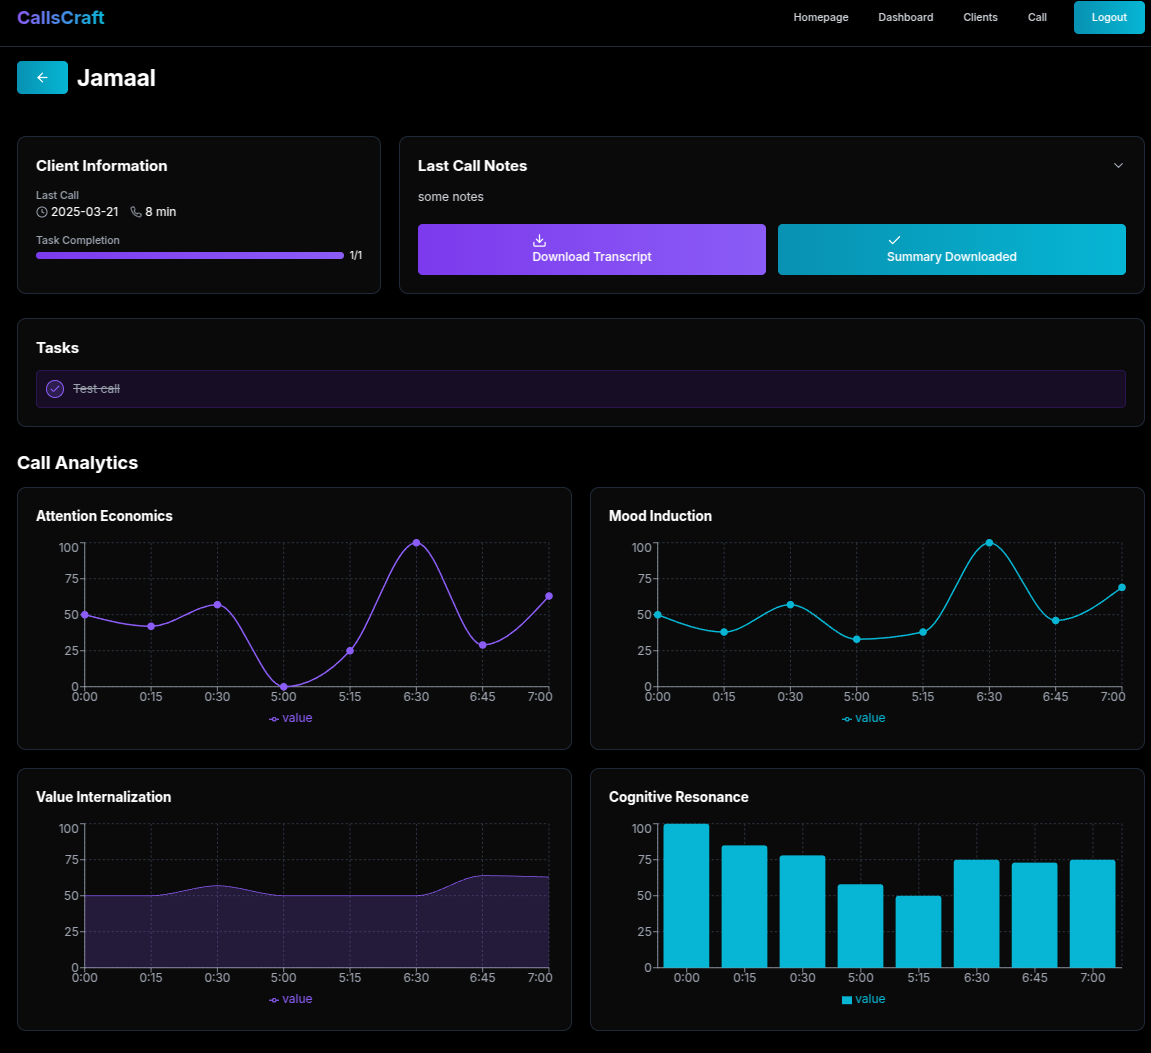 CallsCraft
Homepage Dashboard Clients Call Logout
Jamaal
Client Information
Last Call
2025-03-21 8 min
Task Completion
1/1
Last Call Notes
some notes
Download Transcript
Summary Downloaded
Tasks
Test call
Call Analytics
Attention Economics
100
75
50
25
0
0:00 0:15 0:30 5:00 5:15 6:30 6:45 7:00
value
Mood Induction
100
75
50
25
0
0:00 0:15 0:30 5:00 5:15 6:30 6:45 7:00
value
Value Internalization
100
75
50
25
0
0:00 0:15 0:30 5:00 5:15 6:30 6:45 7:00
value
Cognitive Resonance
100
75
50
25
0
0:00 0:15 0:30 5:00 5:15 6:30 6:45 7:00
value